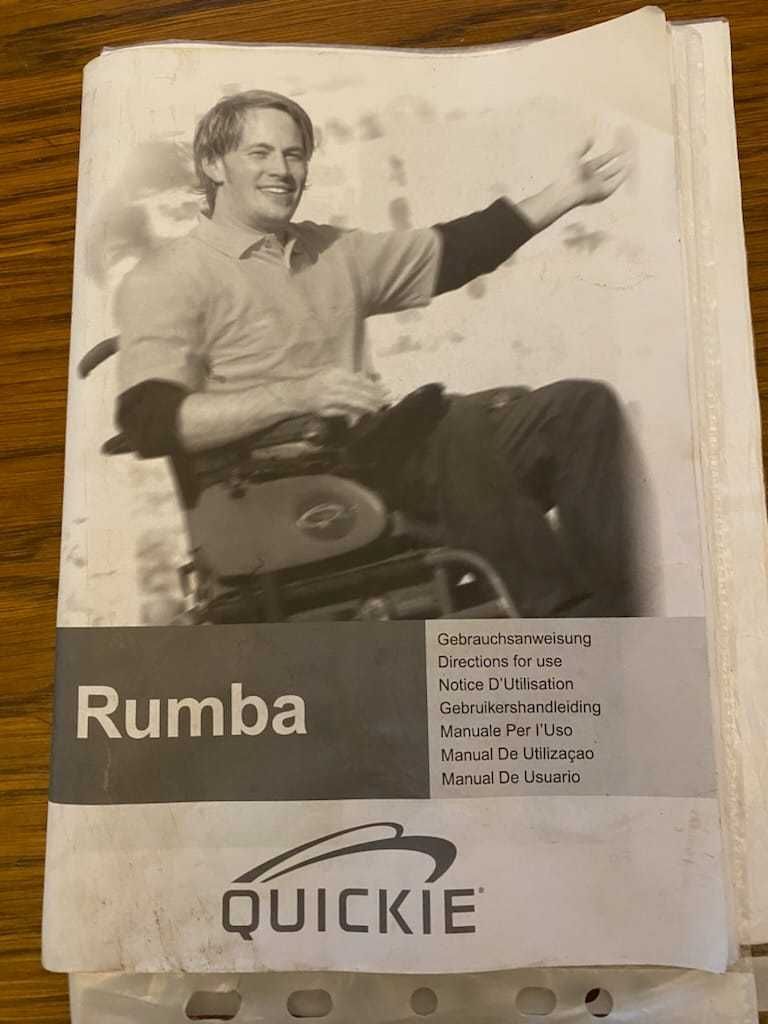 Rumba
Gebrauchsanweisung
Directions for use
Notice D'Utilisation
Gebruikershandleiding
Manuale Per l'Uso
Manual De Utilizaçao
Manual De Usuario
QUICKIE